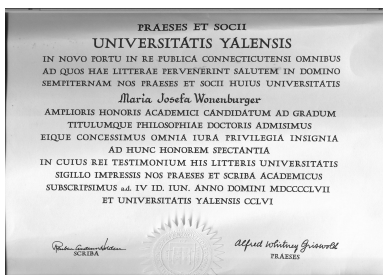 PRAESES ET SOCII
UNIVERSITĀTIS YALENSIS
IN NOVO PORTU IN RE PUBLICA CONNECTICUTENSI OMNIBUS
AD QUOS HAE LITTERAE PERVENERINT SALUTEM IN DOMINO
SEMPITERNAM NOS PRAESES ET SOCII HUIUS UNIVERSITATIS
Maria Josefa Wonenburger
AMPLIORIS HONORIS ACADEMICI CANDIDATUM AD GRADUM
TITULUMQUE PHILOSOPHIAE DOCTORIS ADMISIMUS
EIQUE CONCESSIMUS OMNIA IURA PRIVILEGIA INSIGNIA
AD HUNC HONOREM SPECTANTIA
IN CUIUS REI TESTIMONIUM HIS LITTERIS UNIVERSITATIS
SIGILLO IMPRESSIS NOS PRAESES ET SCRIBA ACADEMICUS
SUBSCRIPSIMUS a.d. IV ID. IUN. ANNO DOMINI MDCCCCLVII
ET UNIVERSITATIS YALENSIS CCLVI
Alfred Whitney Griswold
SCRIBA
PRAESES